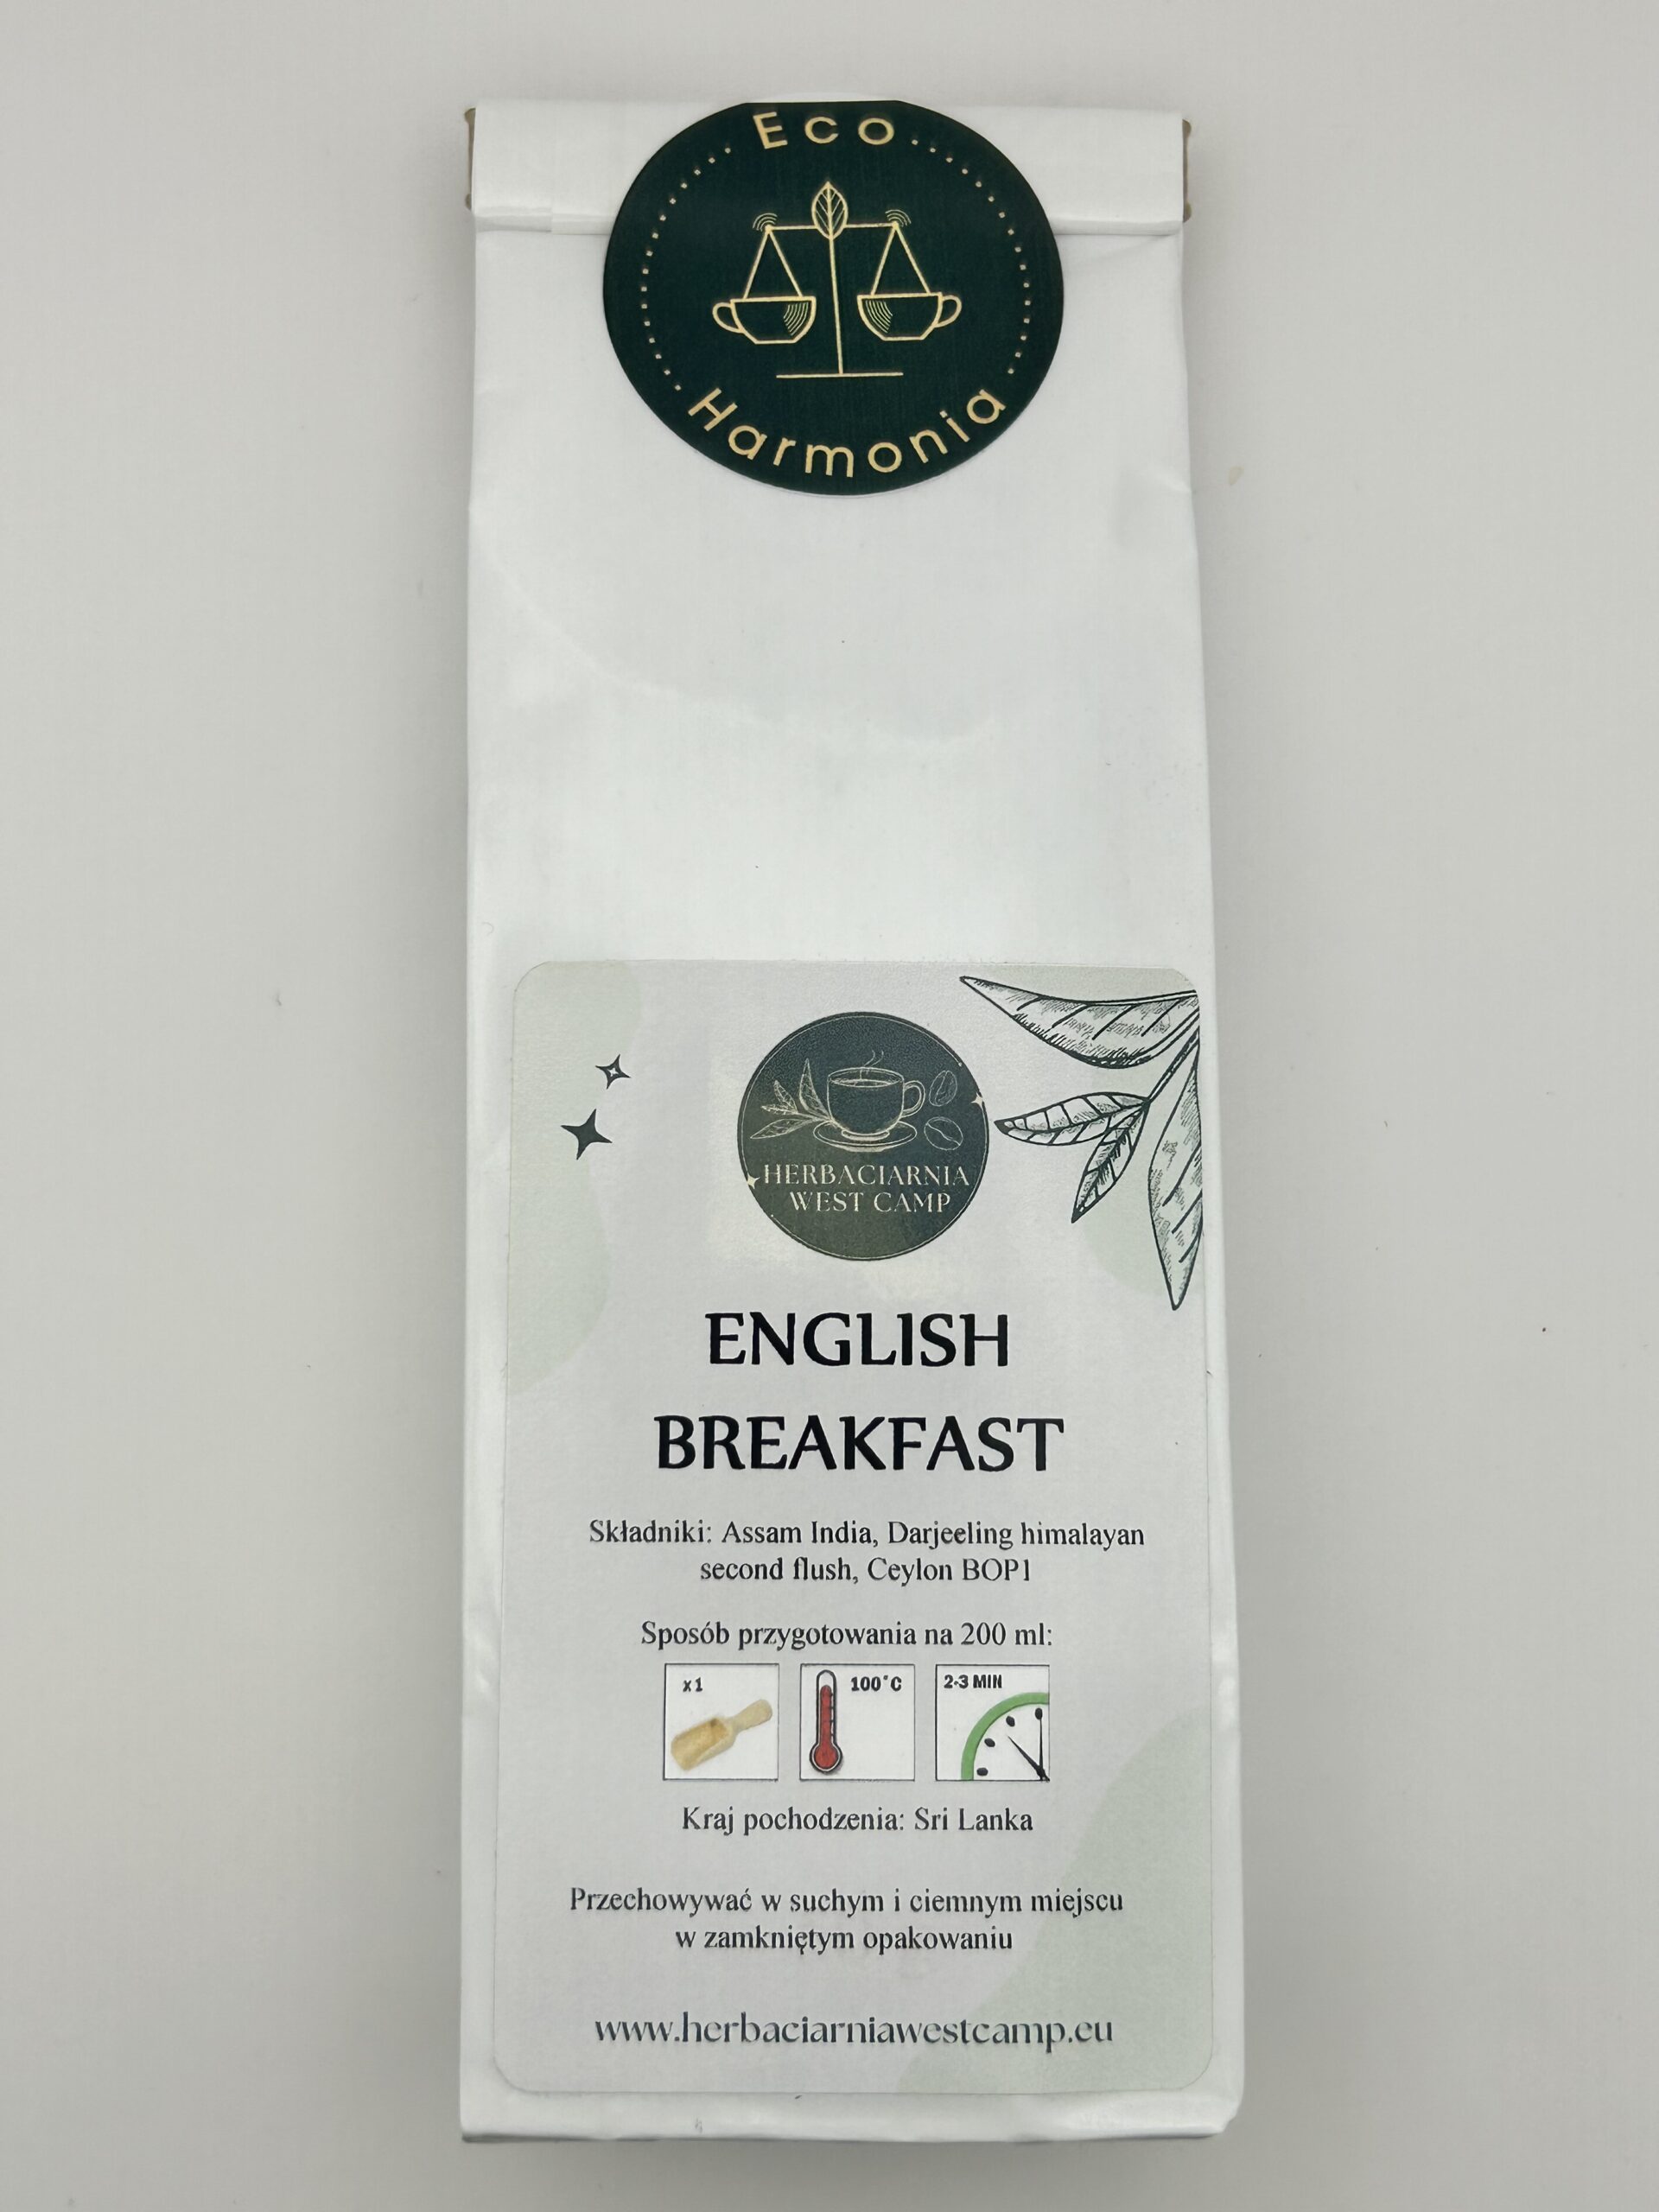 Eco
Harmonia
HERBACIARNIA
WEST CAMP
ENGLISH
BREAKFAST
Składniki: Assam India, Darjeeling himalayan
second flush, Ceylon BOP1
Sposób przygotowania na 200 ml:
x1
100°C
2-3 MIN
Kraj pochodzenia: Sri Lanka
Przechowywać w suchym i ciemnym miejscu
w zamkniętym opakowaniu
www.herbaciarniawestcamp.eu